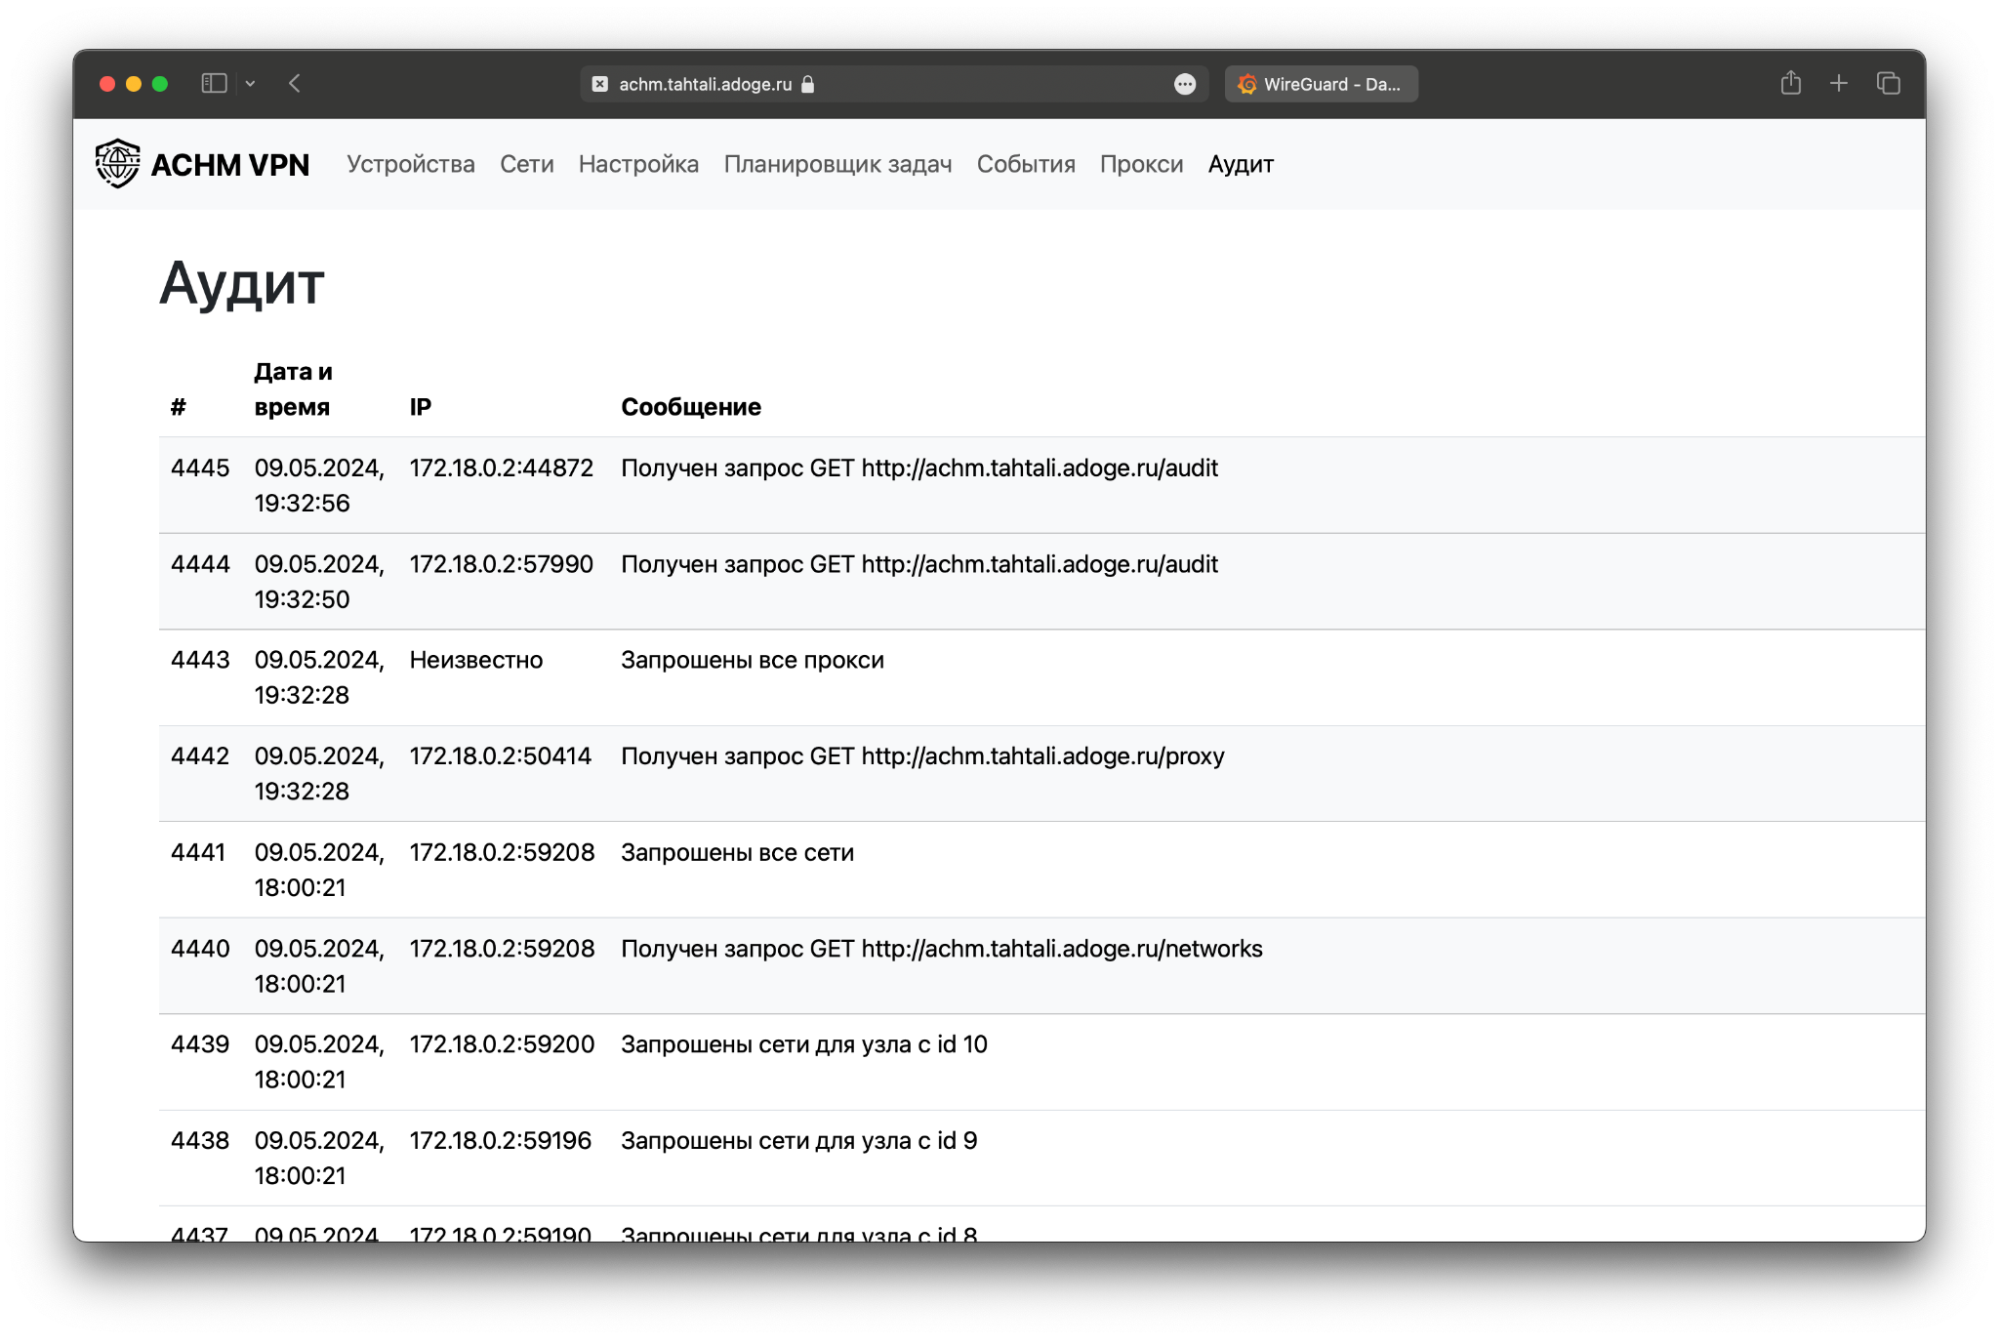 achm.tahtali.adoge.ru
WireGuard - Da...
ACHM VPN
Устройства Сети Настройка Планировщик задач События Прокси Аудит
Аудит
# Дата и время IP Сообщение
4445 09.05.2024, 19:32:56 172.18.0.2:44872 Получен запрос GET http://achm.tahtali.adoge.ru/audit
4444 09.05.2024, 19:32:50 172.18.0.2:57990 Получен запрос GET http://achm.tahtali.adoge.ru/audit
4443 09.05.2024, 19:32:28 Неизвестно Запрошены все прокси
4442 09.05.2024, 19:32:28 172.18.0.2:50414 Получен запрос GET http://achm.tahtali.adoge.ru/proxy
4441 09.05.2024, 18:00:21 172.18.0.2:59208 Запрошены все сети
4440 09.05.2024, 18:00:21 172.18.0.2:59208 Получен запрос GET http://achm.tahtali.adoge.ru/networks
4439 09.05.2024, 18:00:21 172.18.0.2:59200 Запрошены сети для узла с id 10
4438 09.05.2024, 18:00:21 172.18.0.2:59196 Запрошены сети для узла с id 9
4437 09.05.2024, 172.18.0.2:59190 Запрошены сети для узла с id 8